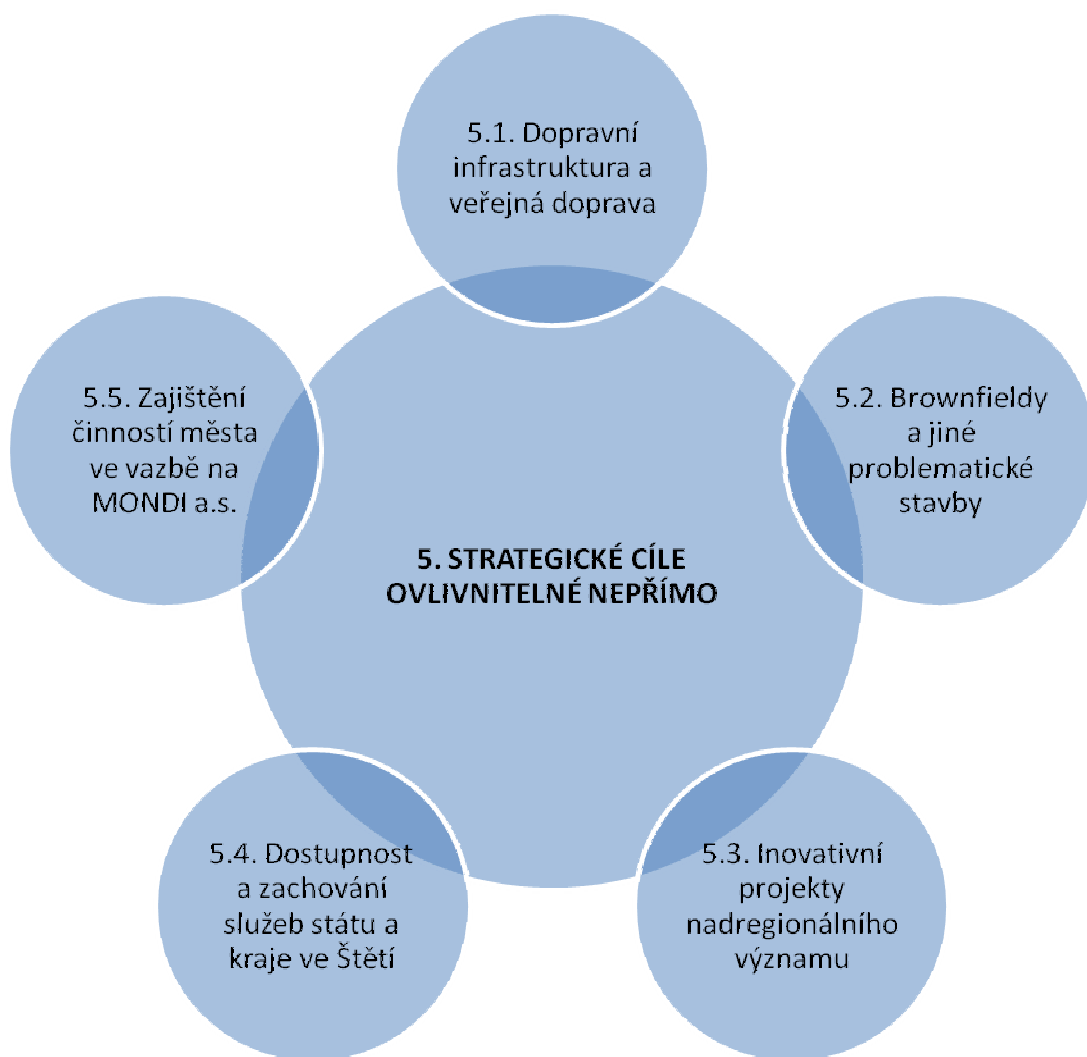 5.1. Dopravní
infrastruktura a
veřejná doprava
5.2. Brownfieldy
a jiné
problematické
stavby
5.3. Inovativní
projekty
nadregionálního
významu
5.4. Dostupnost
a zachování
služeb státu a
kraje ve Štětí
5.5. Zajištění
činností města
ve vazbě na
MONDI a.s.
5. STRATEGICKÉ CÍLE
OVLIVNITELNÉ NEPŘÍMO